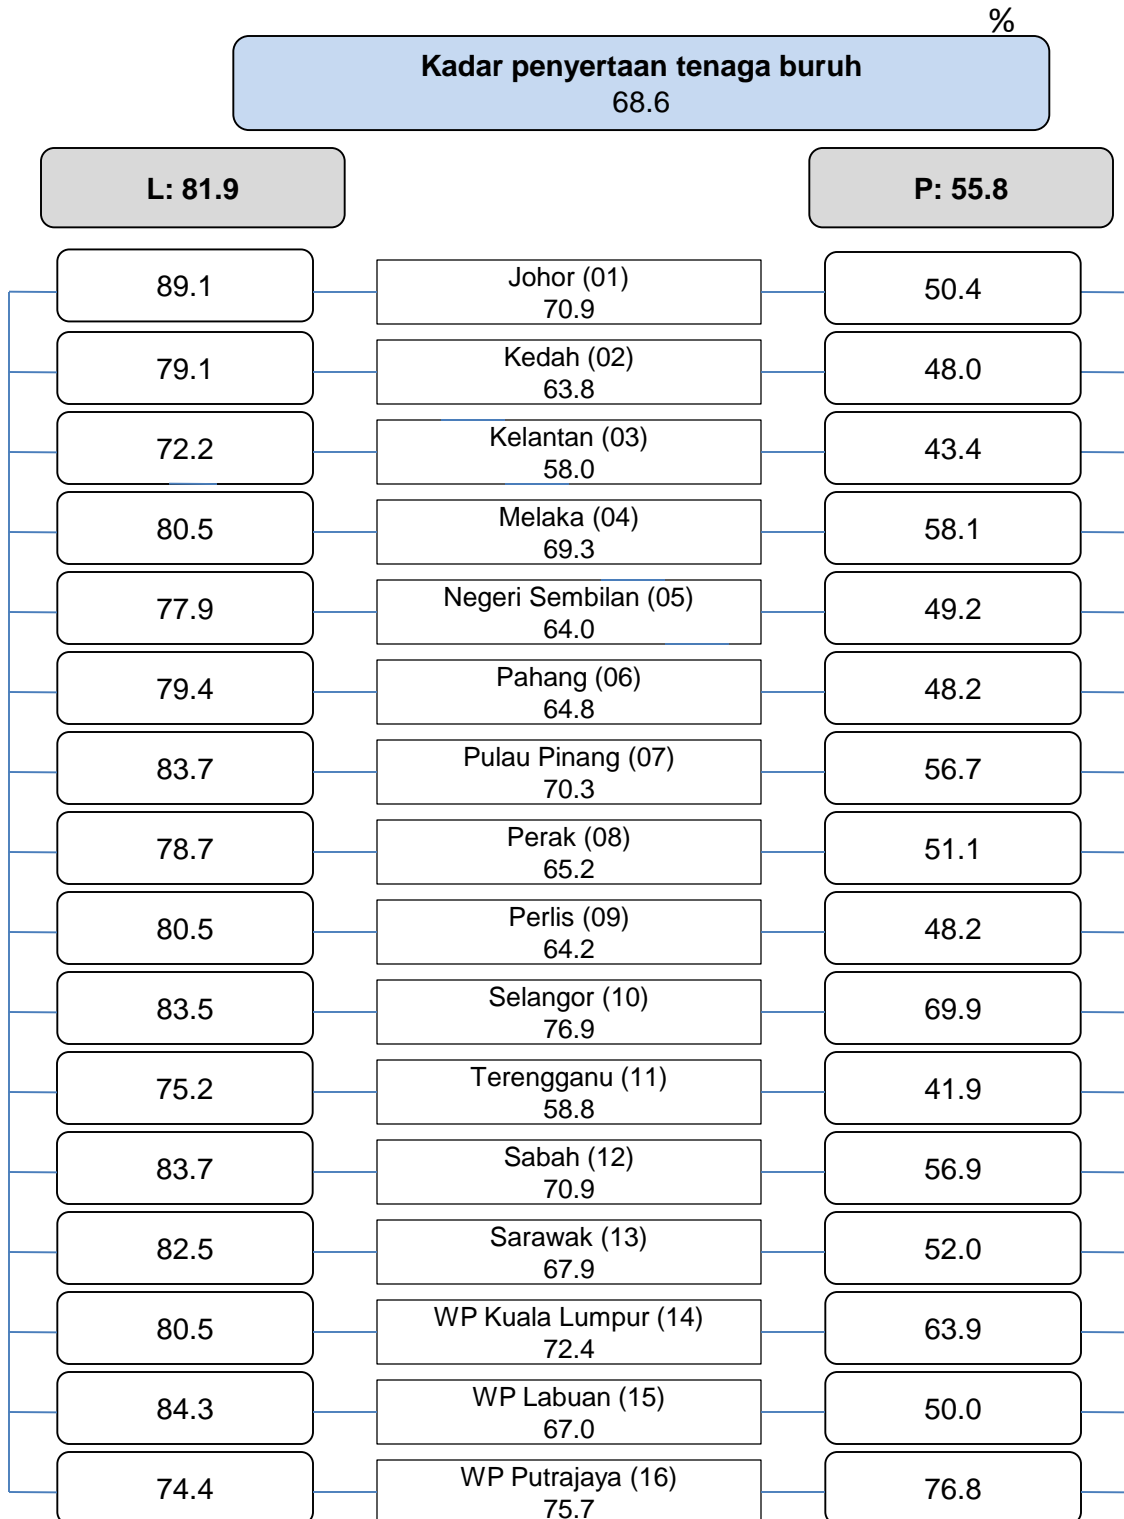 %
Kadar penyertaan tenaga buruh
68.6
L: 81.9
P: 55.8
89.1
Johor (01)
70.9
50.4
79.1
Kedah (02)
63.8
48.0
72.2
Kelantan (03)
58.0
43.4
80.5
Melaka (04)
69.3
58.1
77.9
Negeri Sembilan (05)
64.0
49.2
79.4
Pahang (06)
64.8
48.2
83.7
Pulau Pinang (07)
70.3
56.7
78.7
Perak (08)
65.2
51.1
80.5
Perlis (09)
64.2
48.2
83.5
Selangor (10)
76.9
69.9
75.2
Terengganu (11)
58.8
41.9
83.7
Sabah (12)
70.9
56.9
82.5
Sarawak (13)
67.9
52.0
80.5
WP Kuala Lumpur (14)
72.4
63.9
84.3
WP Labuan (15)
67.0
50.0
74.4
WP Putrajaya (16)
75.7
76.8